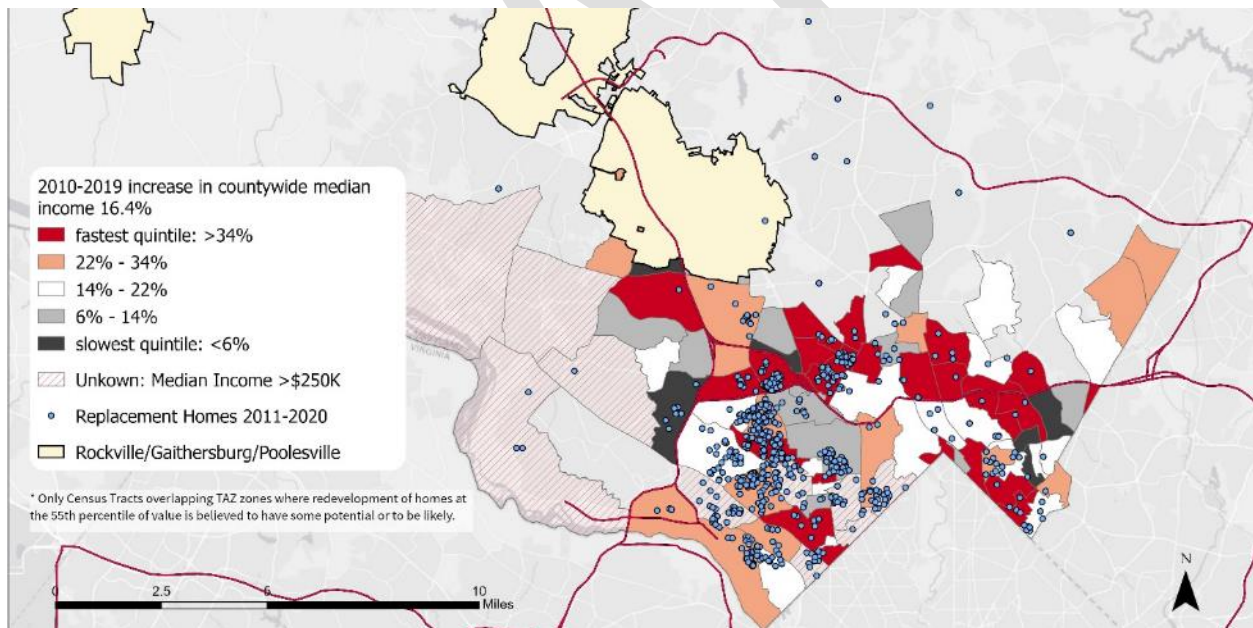 2010-2019 increase in countywide median
income 16.4%
fastest quintile: >34%
22% - 34%
14% - 22%
6% - 14%
slowest quintile: <6%
Unkown: Median Income >$250K
Replacement Homes 2011-2020
Rockville/Gaithersburg/Poolesville
* Only Census Tracts overlapping TAZ zones where redevelopment of homes at
the 55th percentile of value is believed to have some potential or to be likely.
VIRGINIA
N
0 2.5 5 10
Miles